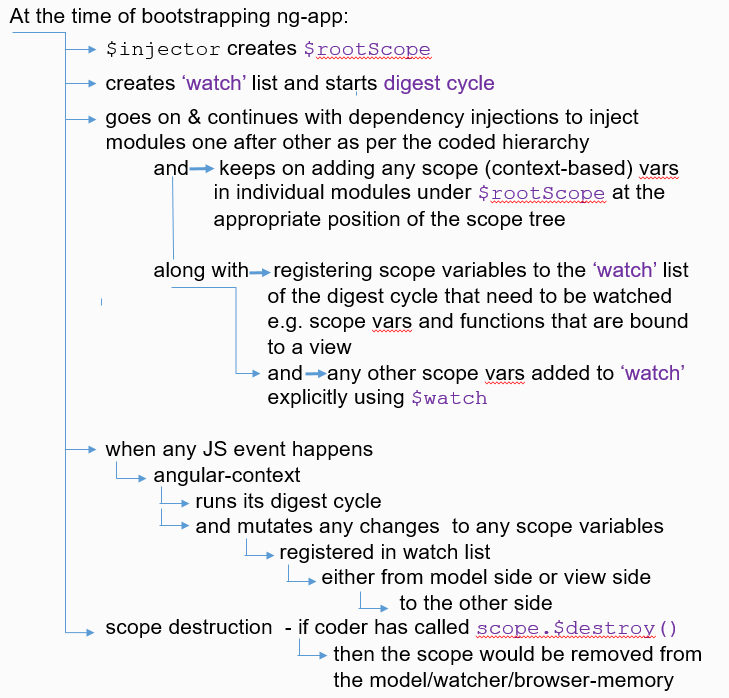 At the time of bootstrapping ng-app:
$injector creates $rootScope
creates ‘watch’ list and starts digest cycle
goes on & continues with dependency injections to inject
modules one after other as per the coded hierarchy
and keeps on adding any scope (context-based) vars
in individual modules under $rootScope at the
appropriate position of the scope tree
along with registering scope variables to the ‘watch’ list
of the digest cycle that need to be watched
e.g. scope vars and functions that are bound
to a view
and any other scope vars added to ‘watch’
explicitly using $watch
when any JS event happens
angular-context
runs its digest cycle
and mutates any changes to any scope variables
registered in watch list
either from model side or view side
to the other side
scope destruction - if coder has called scope.$destroy()
then the scope would be removed from
the model/watcher/browser-memory